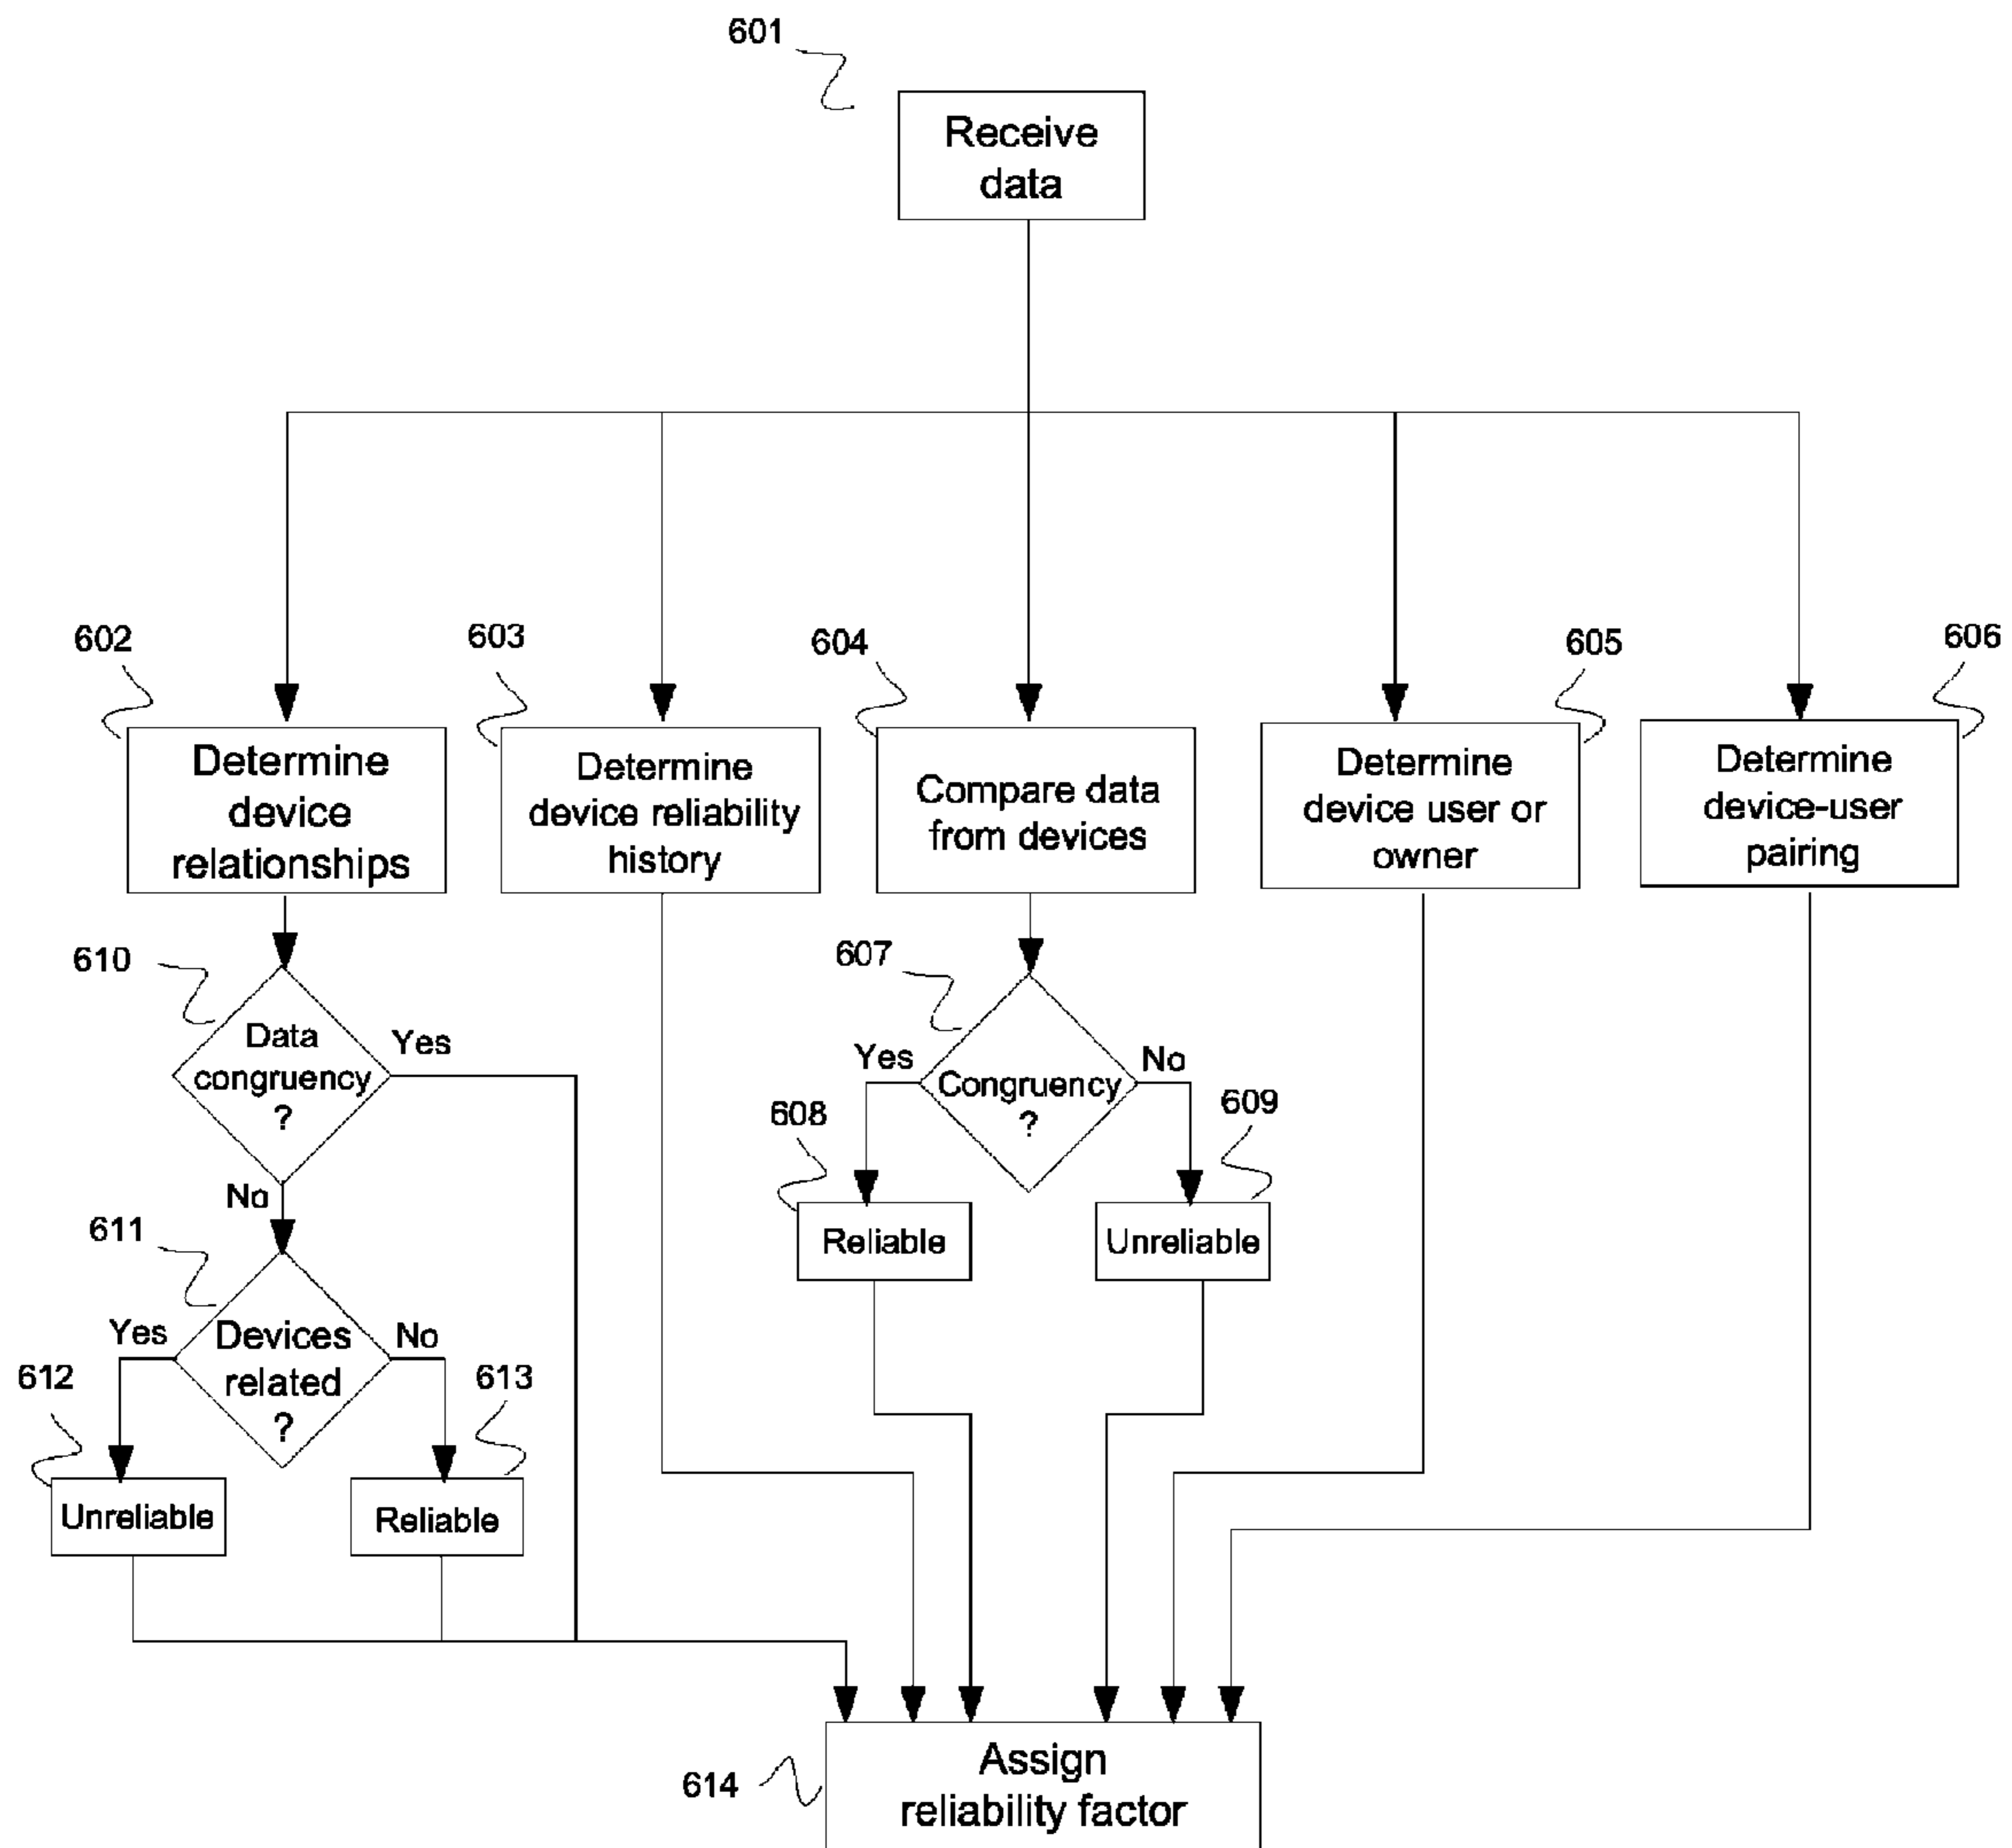 601
Receive
data
602
603
604
605
606
Determine
device
relationships
Determine
device reliability
history
Compare data
from devices
Determine
device user or
owner
Determine
device-user
pairing
610
Data
congruency
?
Yes
No
607
Congruency
?
Yes
No
608
609
Reliable
Unreliable
611
Devices
related
?
Yes
No
612
613
Unreliable
Reliable
614
Assign
reliability factor